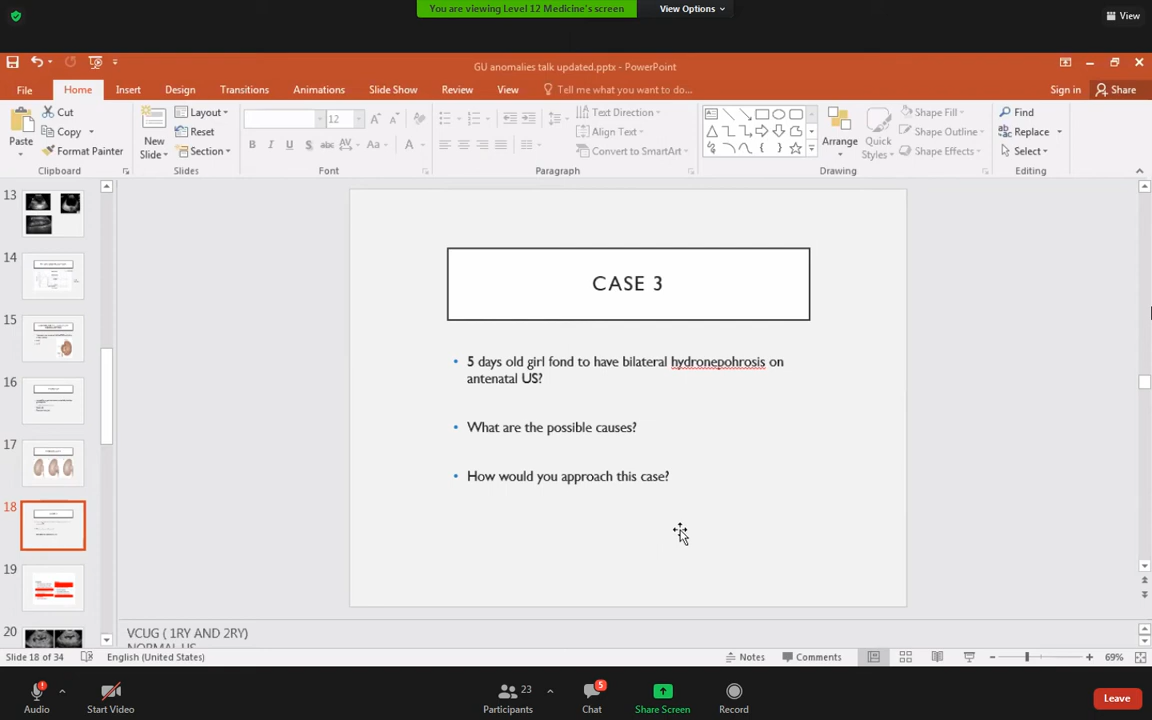 You are viewing Level 12 Medicine's screen
View Options
View
GU anomalies talk updated.pptx - PowerPoint
File
Home
Insert
Design
Transitions
Animations
Slide Show
Review
View
Tell me what you want to do...
Sign in
Share
Paste
Cut
Copy
Format Painter
Clipboard
New Slide
Layout
Reset
Section
Slides
12
B I U S abc AV Aa A
Font
Text Direction
Align Text
Convert to SmartArt
Paragraph
Arrange
Quick Styles
Shape Fill
Shape Outline
Shape Effects
Drawing
Find
Replace
Select
Editing
13
14
15
16
17
18
19
20
CASE 3
5 days old girl fond to have bilateral hydronepohrosis on
antenatal US?
What are the possible causes?
How would you approach this case?
VCUG ( 1RY AND 2RY)
NORMAL US
Slide 18 of 34
English (United States)
Notes
Comments
69%
Audio
Start Video
Participants
23
Chat
5
Share Screen
Record
Leave